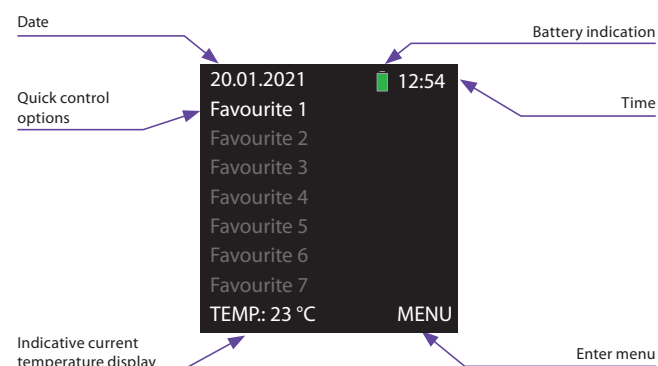 Date
Battery indication
20.01.2021 12:54
Quick control
options
Favourite 1
Time
Favourite 2
Favourite 3
Favourite 4
Favourite 5
Favourite 6
Favourite 7
TEMP.: 23 °C MENU
Indicative current
temperature display
Enter menu